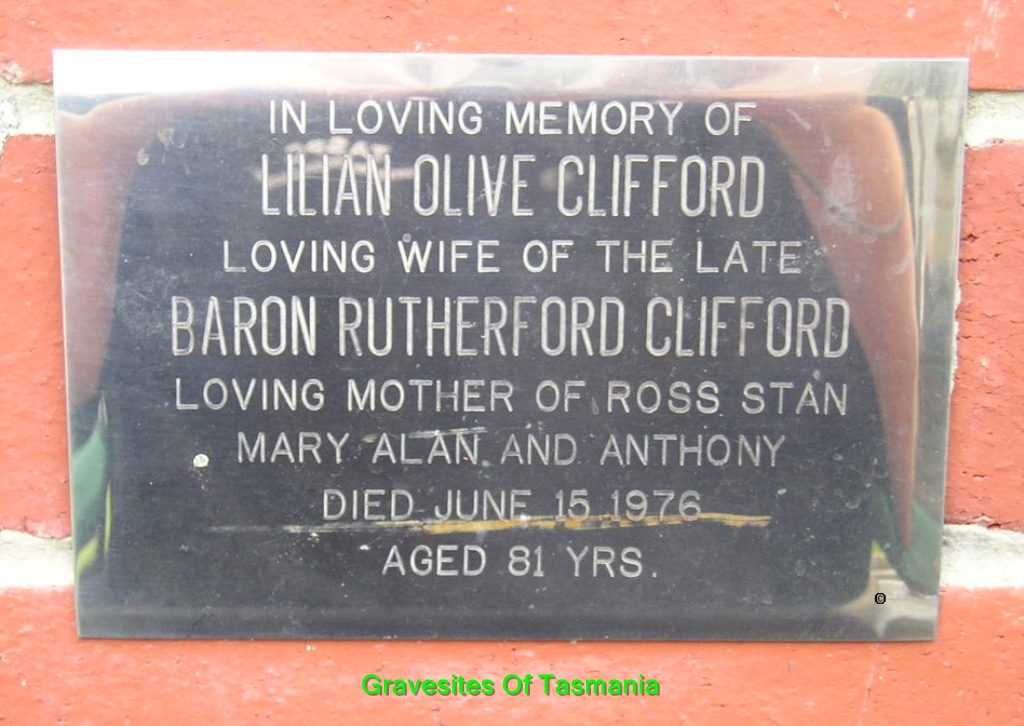 IN LOVING MEMORY OF
LILIAN OLIVE CLIFFORD
LOVING WIFE OF THE LATE
BARON RUTHERFORD CLIFFORD
LOVING MOTHER OF ROSS STAN
MARY ALAN AND ANTHONY
DIED JUNE 15 1976
AGED 81 YRS.
©
Gravesites Of Tasmania